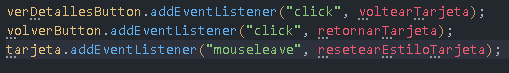 verDetallesButton.addEventListener("click", voltearTarjeta);
volverButton.addEventListener("click", retornarTarjeta);
tarjeta.addEventListener("mouseleave", resetearEstiloTarjeta);